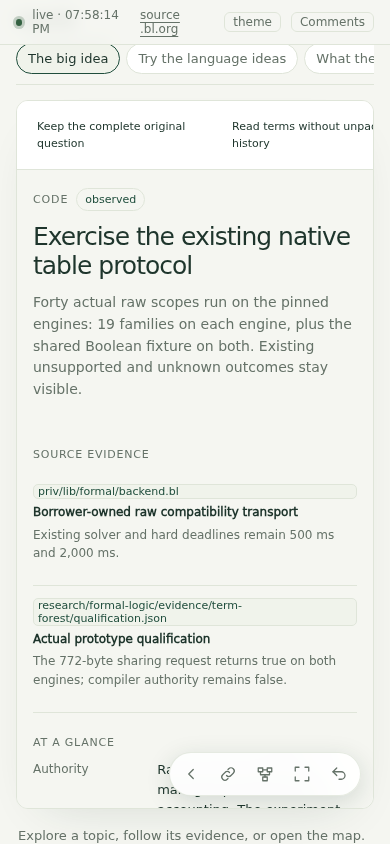 live · 07:58:14
PM
source
.bl.org
theme
Comments
The big idea
Try the language ideas
What the
Keep the complete original
question
Read terms without unpac
history
CODE
observed
Exercise the existing native
table protocol
Forty actual raw scopes run on the pinned
engines: 19 families on each engine, plus the
shared Boolean fixture on both. Existing
unsupported and unknown outcomes stay
visible.
SOURCE EVIDENCE
priv/lib/formal/backend.bl
Borrower-owned raw compatibility transport
Existing solver and hard deadlines remain 500 ms
and 2,000 ms.
research/formal-logic/evidence/term-
forest/qualification.json
Actual prototype qualification
The 772-byte sharing request returns true on both
engines; compiler authority remains false.
AT A GLANCE
Authority
Explore a topic, follow its evidence, or open the map.